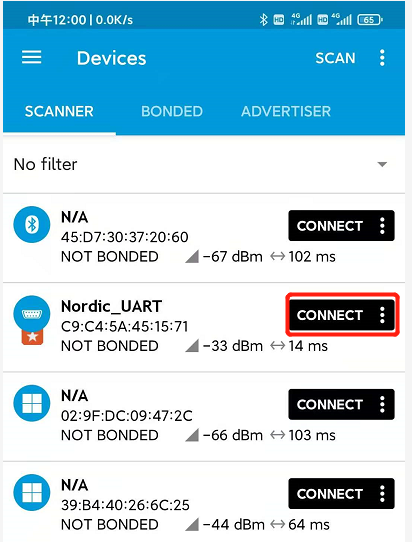 中午12:00 | 0.0K/s HD 4G HD 4G 65
Devices SCAN
SCANNER BONDED ADVERTISER
No filter
N/A
45:D7:30:37:20:60
CONNECT
NOT BONDED -67 dBm ↔102 ms
Nordic_UART
C9:C4:5A:45:15:71
CONNECT
NOT BONDED -33 dBm ↔14 ms
N/A
02:9F:DC:09:47:2C
CONNECT
NOT BONDED -66 dBm ↔103 ms
N/A
39:B4:40:26:6C:25
CONNECT
NOT BONDED -44 dBm ↔64 ms